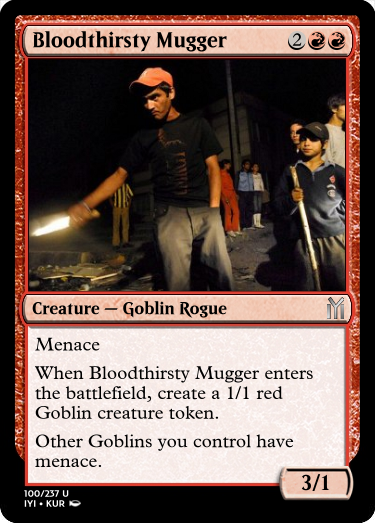 Bloodthirsty Mugger 2
Creature — Goblin Rogue
Menace
When Bloodthirsty Mugger enters
the battlefield, create a 1/1 red
Goblin creature token.
Other Goblins you control have
menace.
3/1
100/237 U
IYI • KUR